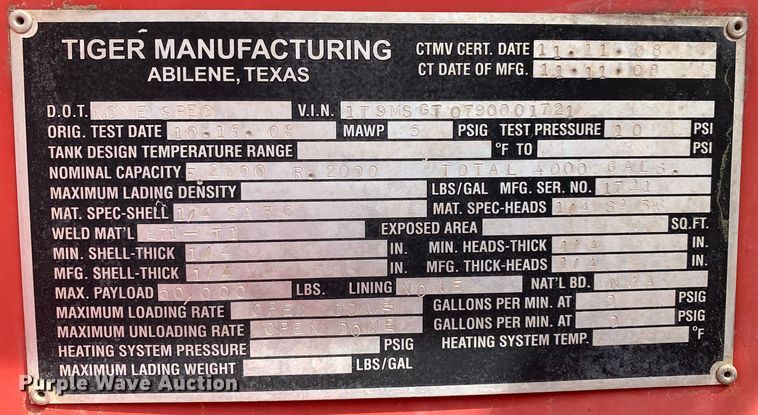 TIGER MANUFACTURING
ABILENE, TEXAS
CTMV CERT. DATE 11.11.08
CT DATE OF MFG. 11.11.08
D.O.T. NONE SPEC V.I.N. 1T9MSGT0790001721
ORIG. TEST DATE 10.15.08 MAWP 5 PSIG TEST PRESSURE 10 PSI
TANK DESIGN TEMPERATURE RANGE °F TO PSI
NOMINAL CAPACITY F.2000 R.2000 TOTAL 4000 GALS.
MAXIMUM LADING DENSITY LBS/GAL MFG. SER. NO. 1721
MAT. SPEC-SHELL 1/4 SA36 MAT. SPEC-HEADS 1/4 SA36
WELD MAT'L E71-T1 EXPOSED AREA SQ.FT.
MIN. SHELL-THICK 1/4 IN. MIN. HEADS-THICK 1/4 IN.
MFG. SHELL-THICK 1/4 IN. MFG. THICK-HEADS 1/4 IN.
MAX. PAYLOAD 50,000 LBS. LINING NONE NAT'L BD. N/A
MAXIMUM LOADING RATE OPEN DOME GALLONS PER MIN. AT 0 PSIG
MAXIMUM UNLOADING RATE OPEN DOME GALLONS PER MIN. AT 0 PSIG
HEATING SYSTEM PRESSURE PSIG HEATING SYSTEM TEMP. °F
MAXIMUM LADING WEIGHT LBS/GAL
Purple Wave Auction